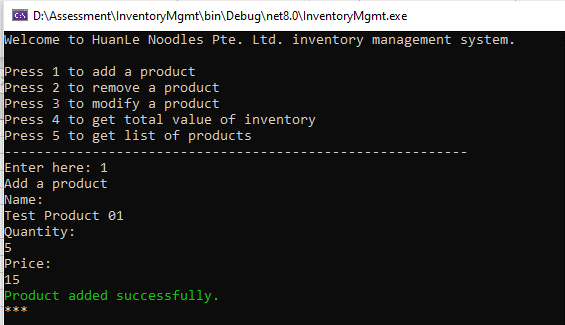 D:\Assessment\InventoryMgmt\bin\Debug\net8.0\InventoryMgmt.exe
Welcome to HuanLe Noodles Pte. Ltd. inventory management system.
Press 1 to add a product
Press 2 to remove a product
Press 3 to modify a product
Press 4 to get total value of inventory
Press 5 to get list of products
------------------------------------------------------------
Enter here: 1
Add a product
Name:
Test Product 01
Quantity:
5
Price:
15
Product added successfully.
***